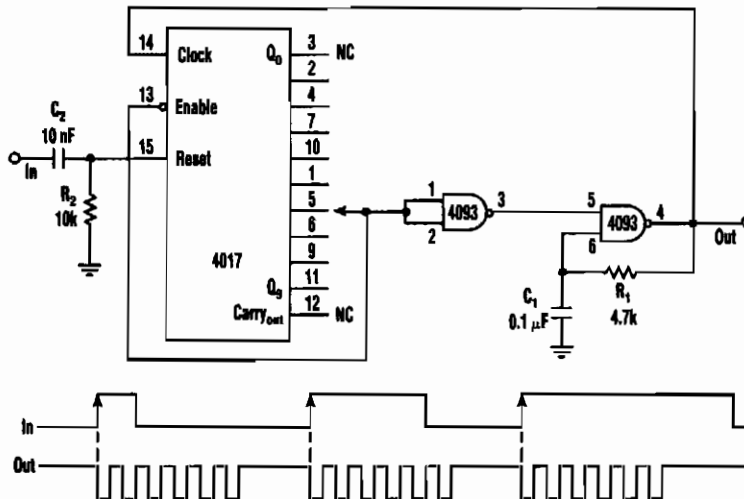 14 Clock Q0 3 NC
2
13 Enable 4
7
C2
10 nF
10
15 Reset
In
1
R2
10k
5
1
2
4093 3
5
6
4093 4
Out
6
9
4017
Q9 11
Carryout 12 NC
C1
0.1 µF
R1
4.7k
In
Out